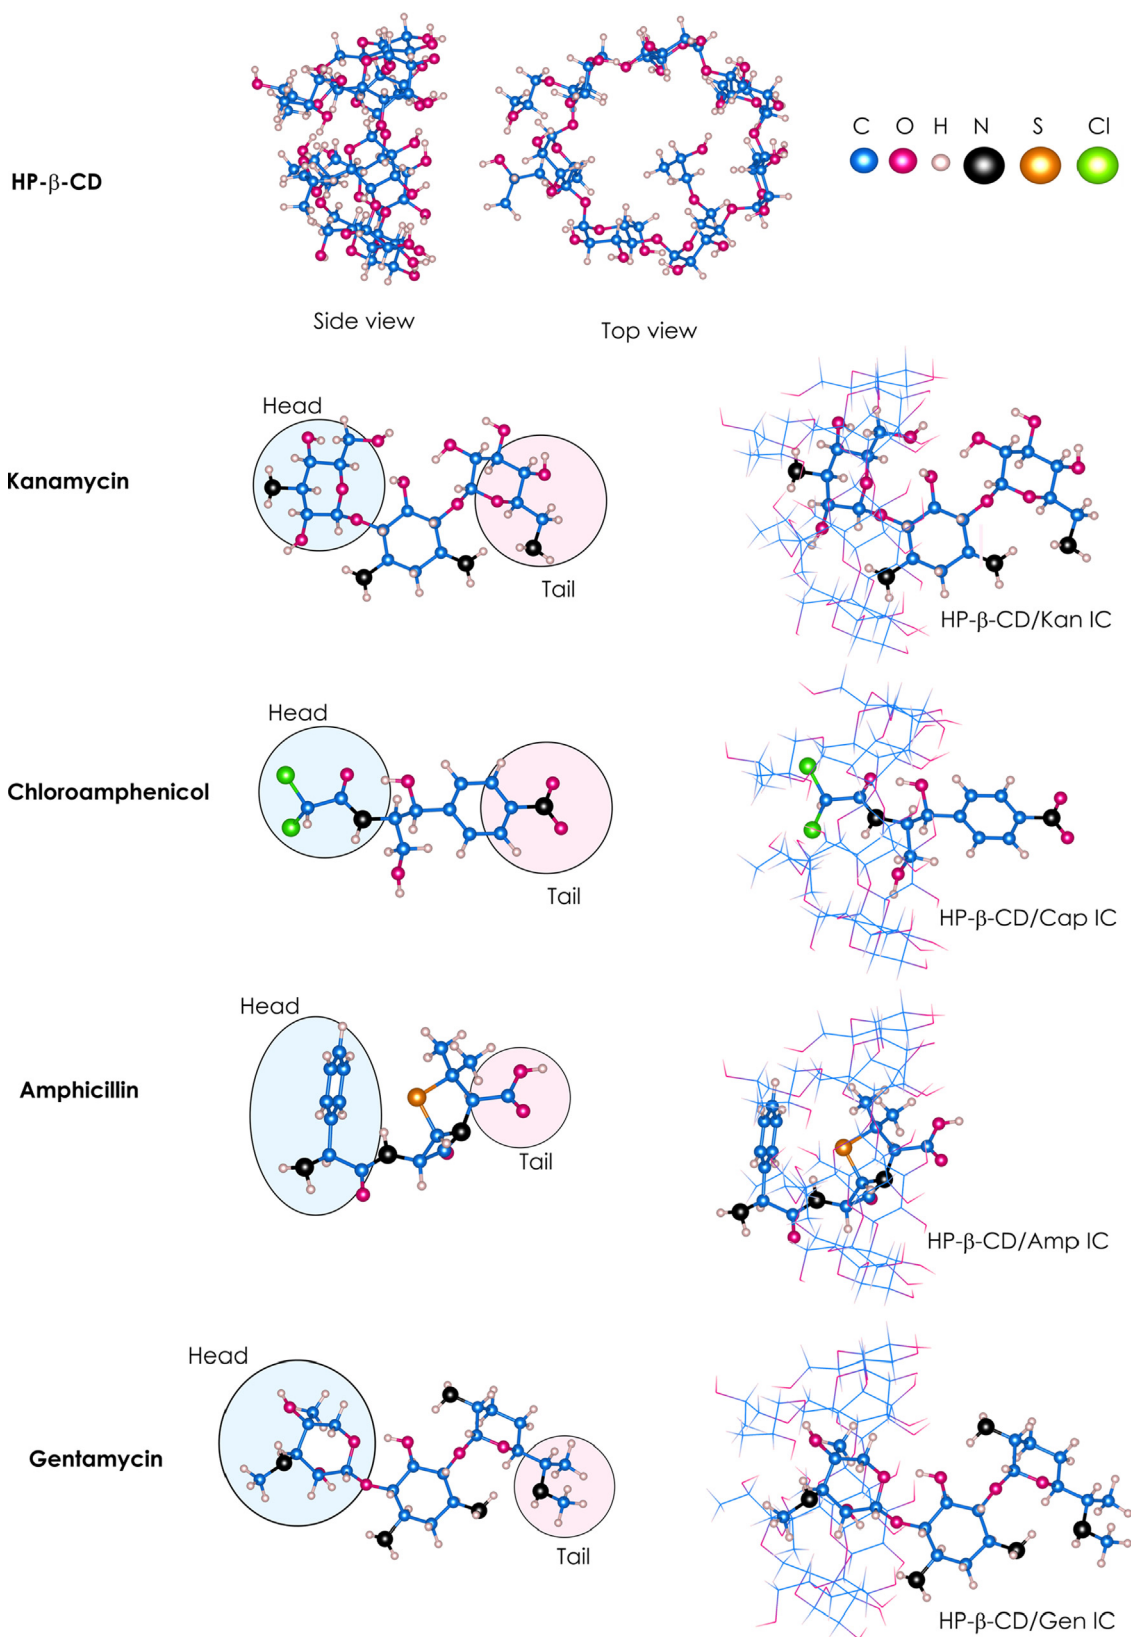 C O H N S Cl
HP-β-CD
Side view
Top view
Head
Kanamycin
Tail
HP-β-CD/Kan IC
Head
Chloroamphenicol
Tail
HP-β-CD/Cap IC
Head
Amphicillin
Tail
HP-β-CD/Amp IC
Head
Gentamycin
Tail
HP-β-CD/Gen IC